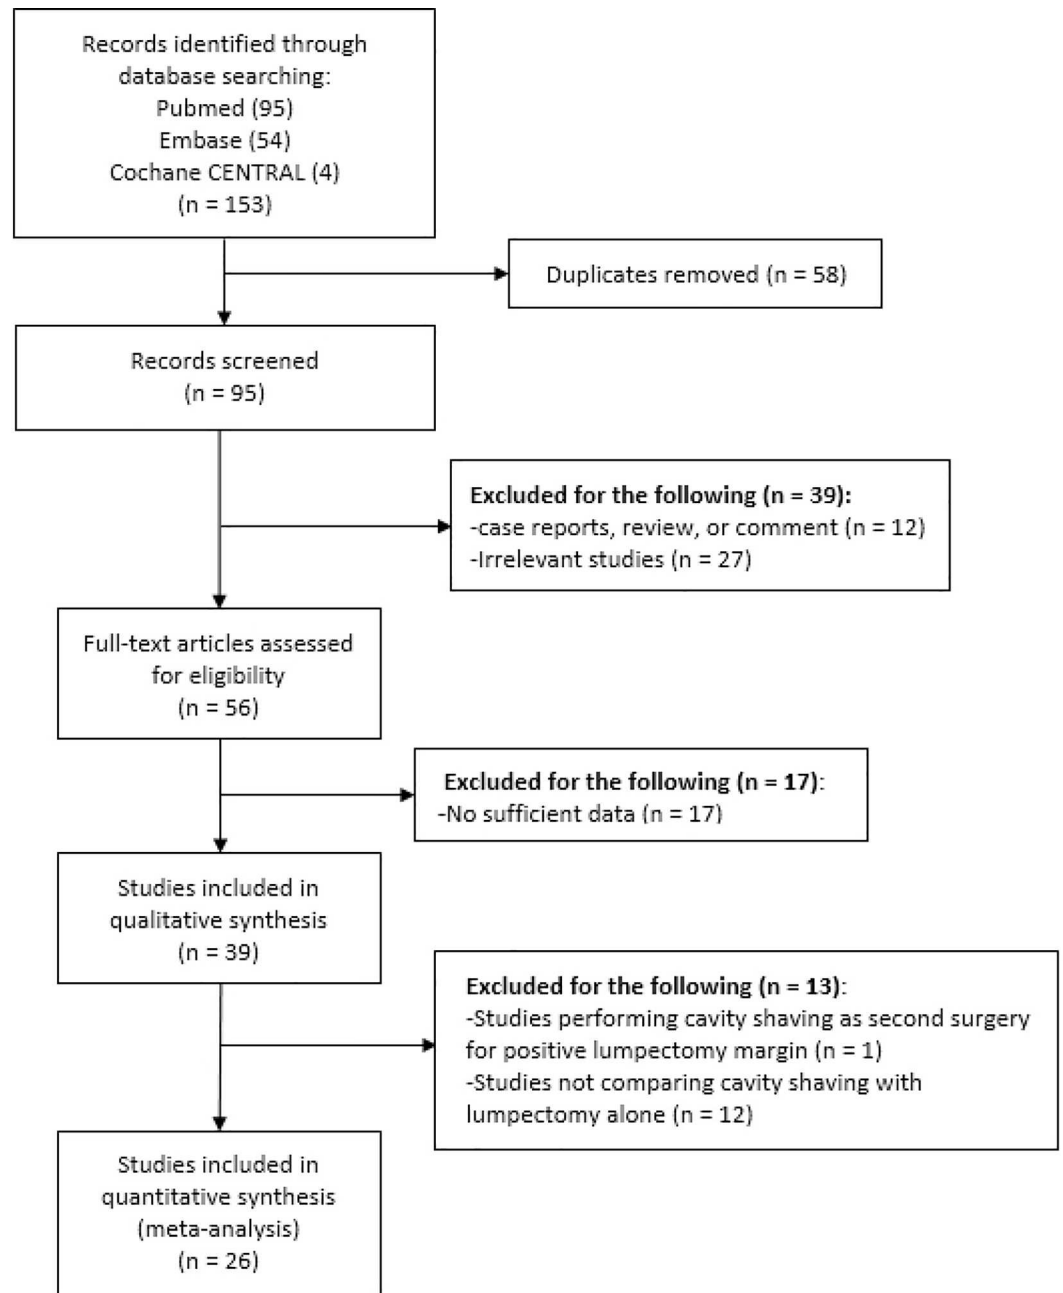 Records identified through
database searching:
Pubmed (95)
Embase (54)
Cochane CENTRAL (4)
(n = 153)
Duplicates removed (n = 58)
Records screened
(n = 95)
Excluded for the following (n = 39):
-case reports, review, or comment (n = 12)
-Irrelevant studies (n = 27)
Full-text articles assessed
for eligibility
(n = 56)
Excluded for the following (n = 17):
-No sufficient data (n = 17)
Studies included in
qualitative synthesis
(n = 39)
Excluded for the following (n = 13):
-Studies performing cavity shaving as second surgery
for positive lumpectomy margin (n = 1)
-Studies not comparing cavity shaving with
lumpectomy alone (n = 12)
Studies included in
quantitative synthesis
(meta-analysis)
(n = 26)